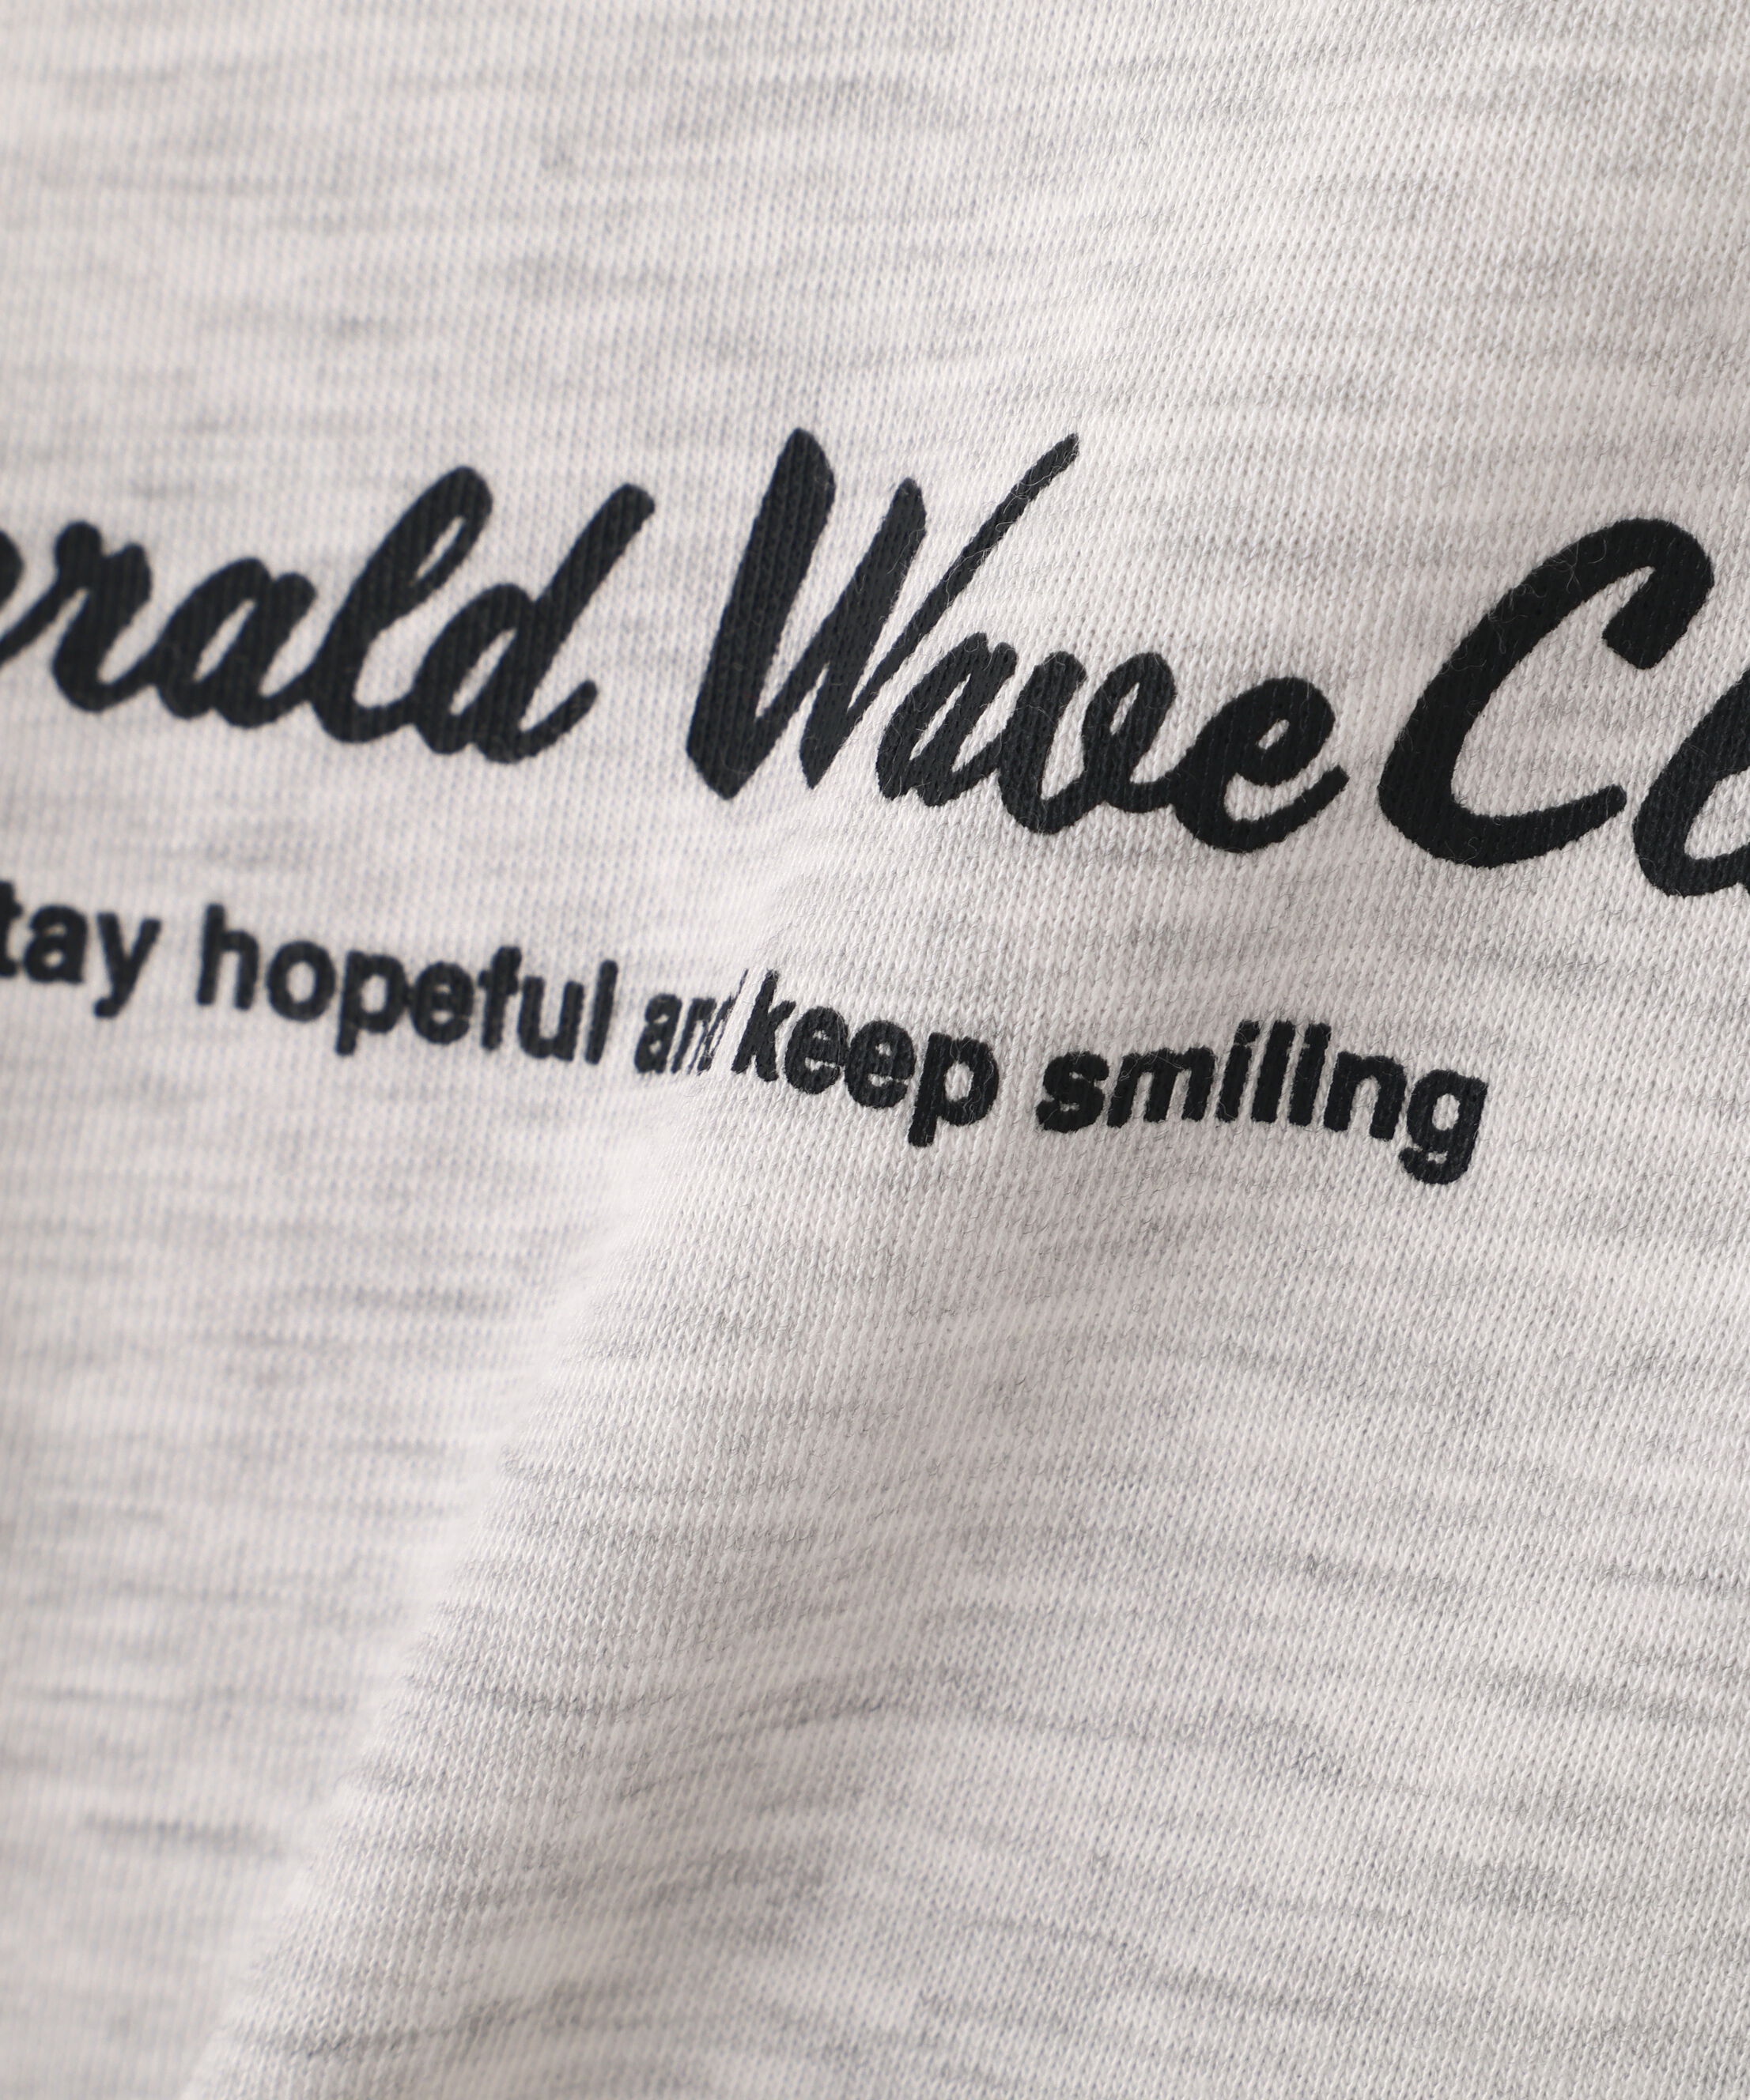 erald Wave Co
tay hopeful and keep smiling